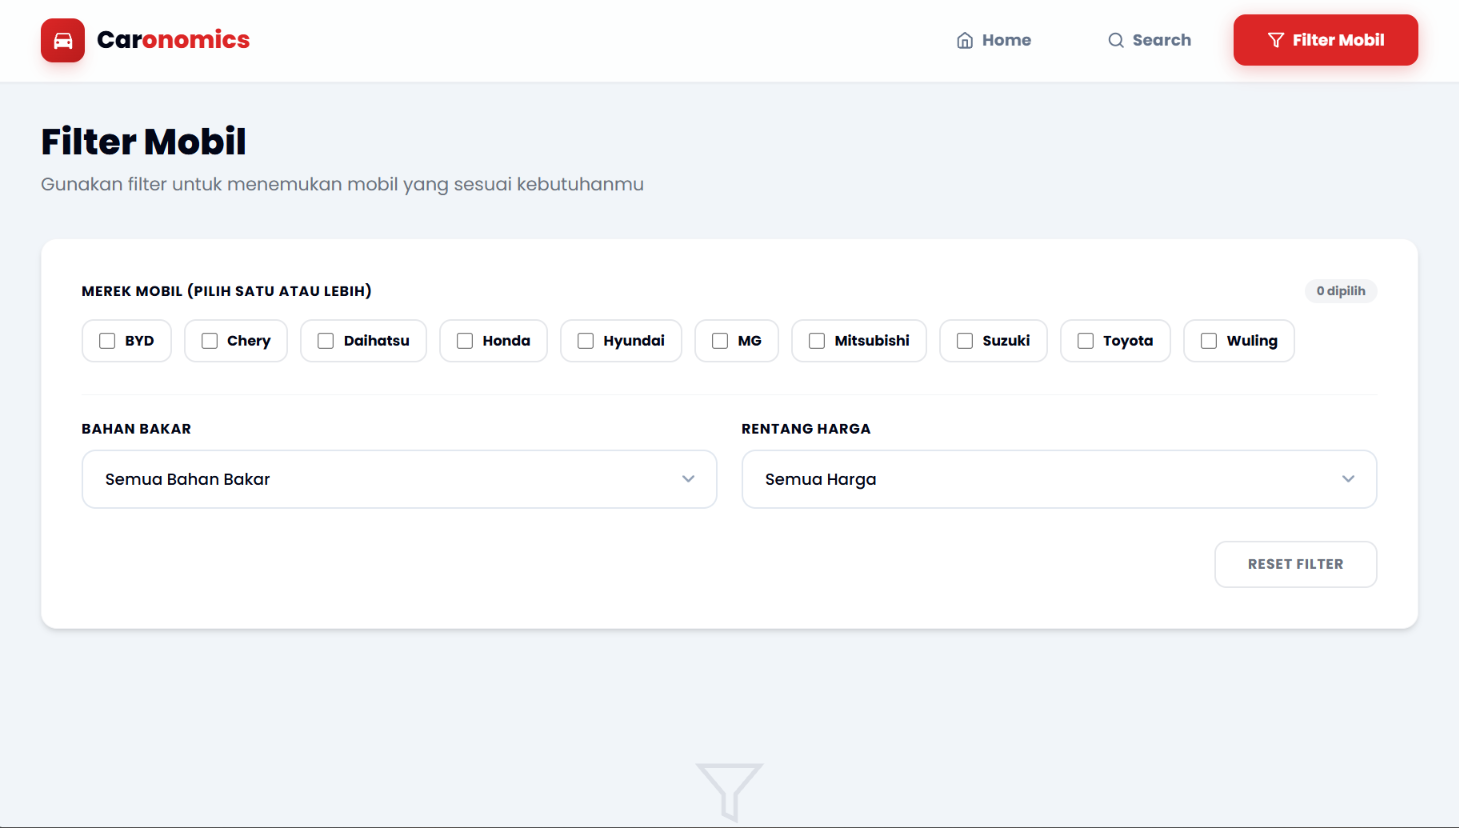 Caronomics
Home
Search
Filter Mobil
Filter Mobil
Gunakan filter untuk menemukan mobil yang sesuai kebutuhanmu
MEREK MOBIL (PILIH SATU ATAU LEBIH)
0 dipilih
BYD
Chery
Daihatsu
Honda
Hyundai
MG
Mitsubishi
Suzuki
Toyota
Wuling
BAHAN BAKAR
RENTANG HARGA
Semua Bahan Bakar
Semua Harga
RESET FILTER